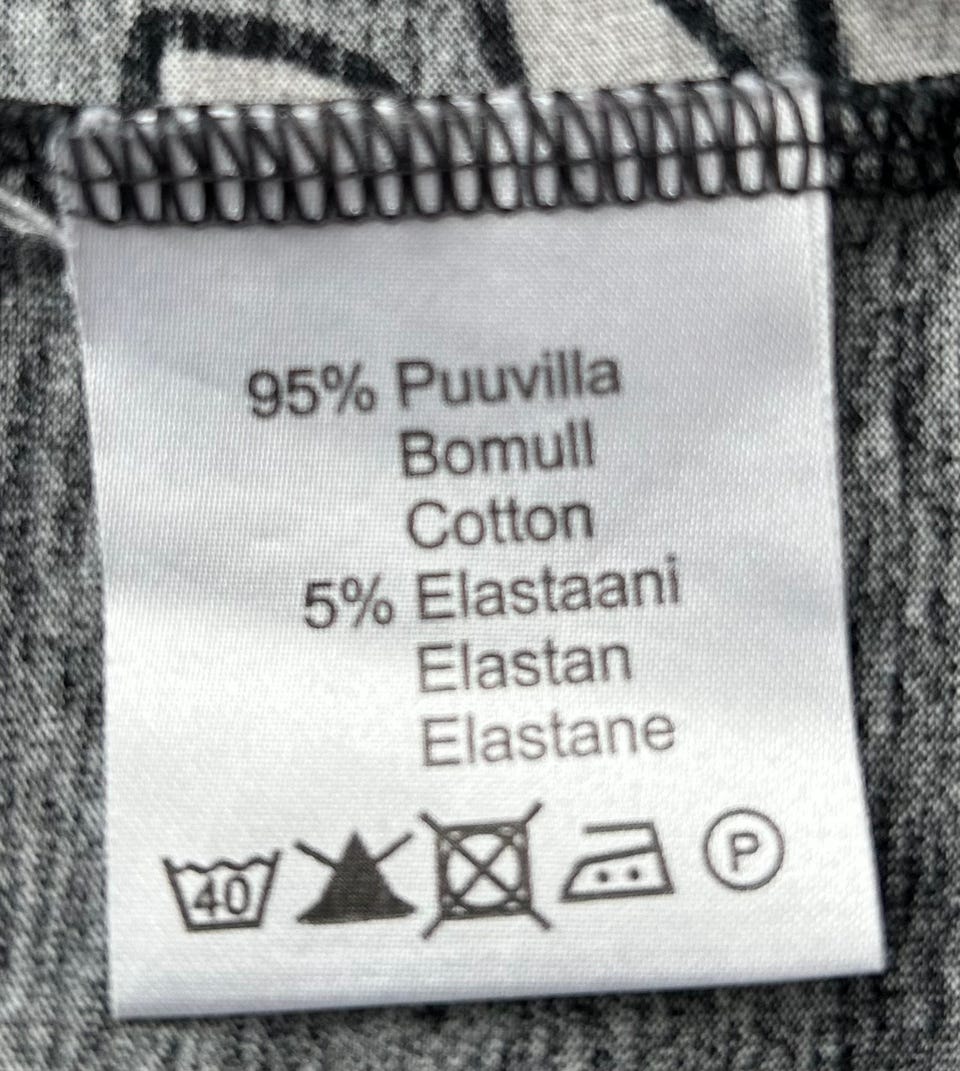 95% Puuvilla
Bomull
Cotton
5% Elastaani
Elastan
Elastane
40 P